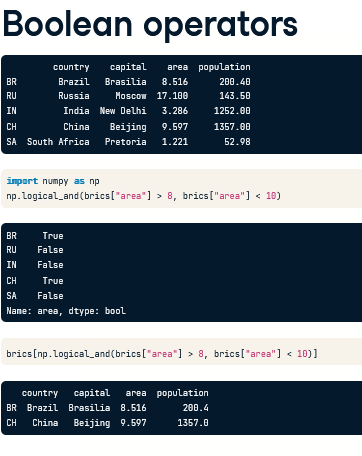 Boolean operators
country capital area population
BR Brazil Brasilia 8.516 200.40
RU Russia Moscow 17.100 143.50
IN India New Delhi 3.286 1252.00
CH China Beijing 9.597 1357.00
SA South Africa Pretoria 1.221 52.98
import numpy as np
np.logical_and(brics["area"] > 8, brics["area"] < 10)
BR True
RU False
IN False
CH True
SA False
Name: area, dtype: bool
brics[np.logical_and(brics["area"] > 8, brics["area"] < 10)]
country capital area population
BR Brazil Brasilia 8.516 200.4
CH China Beijing 9.597 1357.0